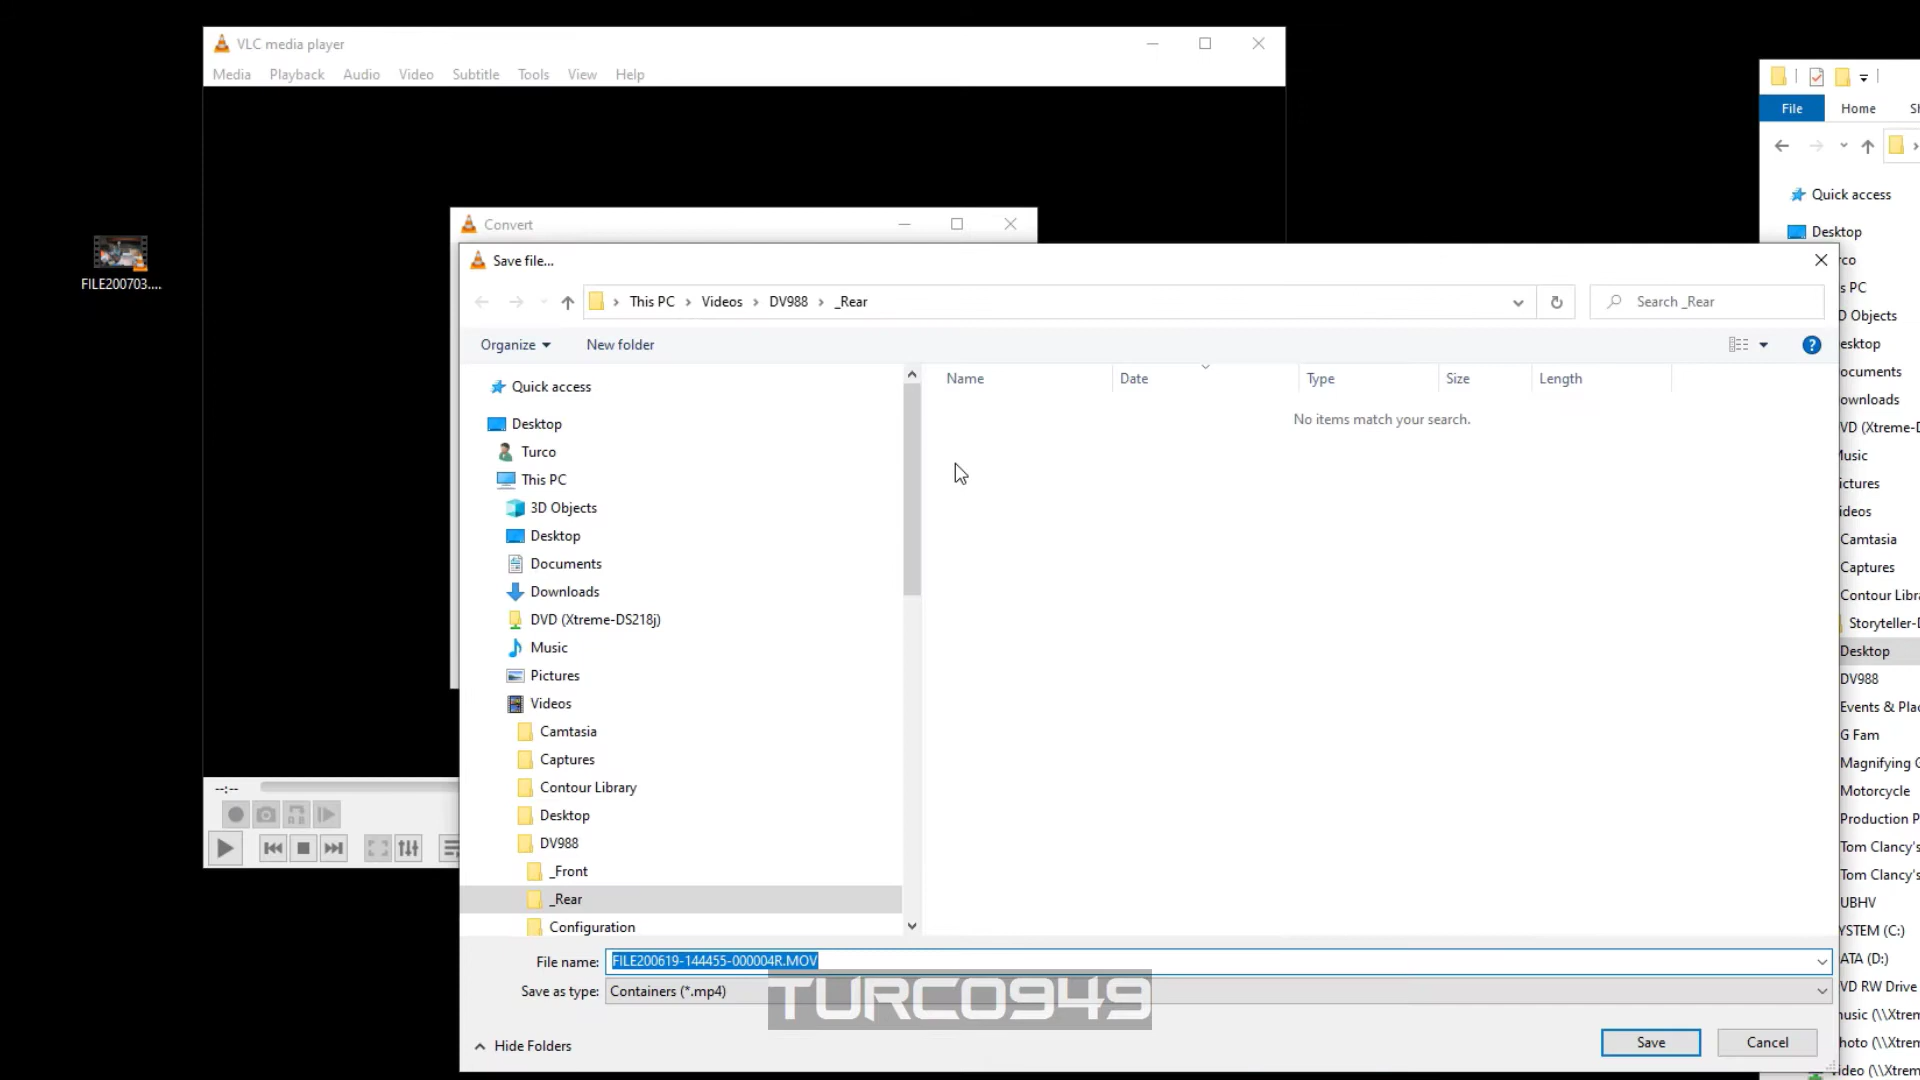 VLC media player
Media Playback Audio Video Subtitle Tools View Help
FILE200703....
Convert
Save file...
This PC › Videos › DV988 › _Rear
Search _Rear
Organize
New folder
Name Date Type Size Length
No items match your search.
Quick access
Desktop
Turco
This PC
3D Objects
Desktop
Documents
Downloads
DVD (Xtreme-DS218j)
Music
Pictures
Videos
Camtasia
Captures
Contour Library
Desktop
DV988
_Front
_Rear
Configuration
File name: FILE200619-144455-000004R.MOV
Save as type: Containers (*.mp4)
TURCO949
Hide Folders
Save
Cancel
--:--
File Home Sh
Quick access
Desktop
rco
s PC
D Objects
esktop
ocuments
ownloads
VD (Xtreme-D
usic
ictures
ideos
Camtasia
Captures
Contour Libra
Storyteller-D
Desktop
DV988
Events & Plac
G Fam
Magnifying G
Motorcycle
Production P
Tom Clancy's
Tom Clancy's
UBHV
YSTEM (C:)
ATA (D:)
VD RW Drive
usic (\\Xtrem
hoto (\\Xtrem
ideo (\\Xtrem